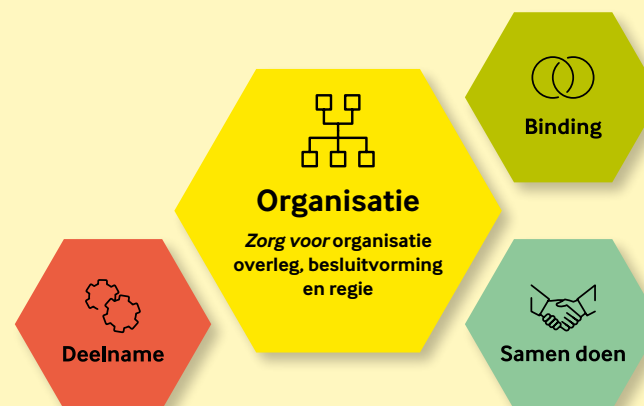 Binding
Organisatie
Zorg voor organisatie
overleg, besluitvorming
en regie
Deelname
Samen doen